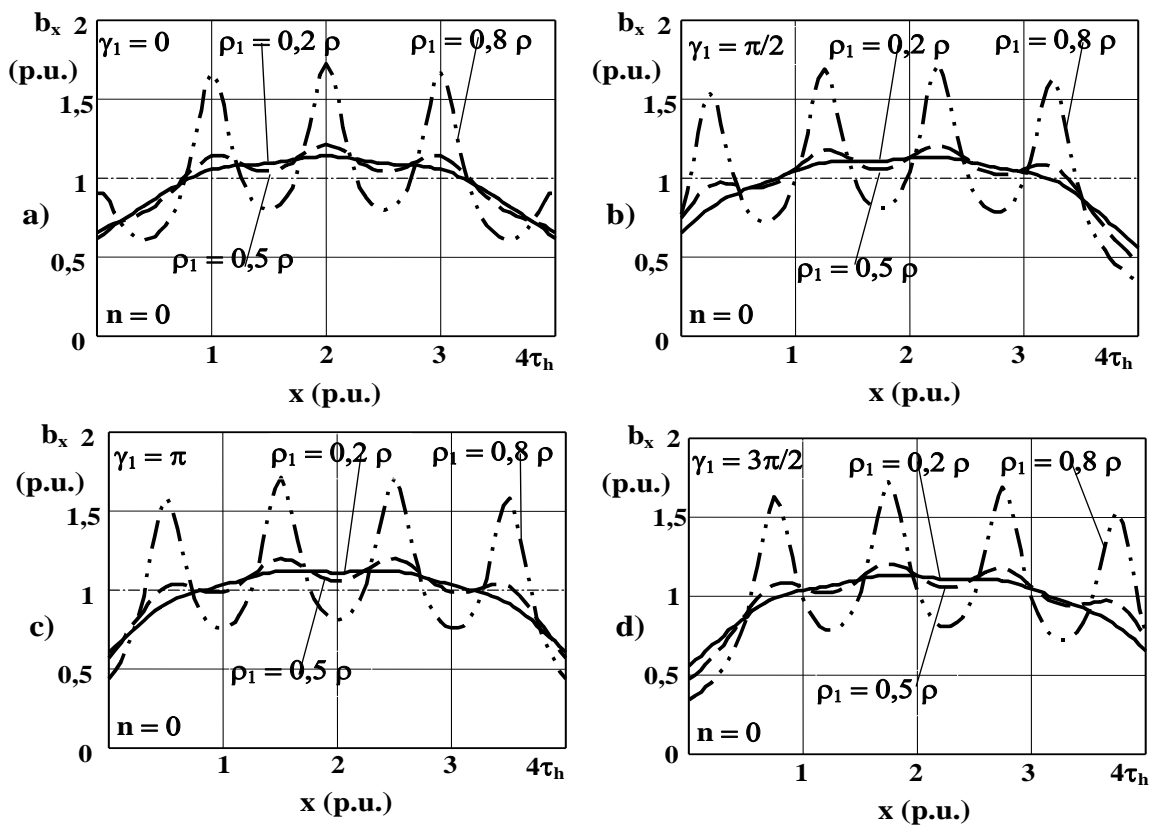 bₓ 2
γ₁ = 0 ρ₁ = 0,2 ρ ρ₁ = 0,8 ρ
(p.u.)
1,5
1
a)
ρ₁ = 0,5 ρ
0,5
n = 0
0
1 2 3 4τₕ
x (p.u.)
bₓ 2
γ₁ = π/2 ρ₁ = 0,2 ρ ρ₁ = 0,8 ρ
(p.u.)
1,5
1
b)
ρ₁ = 0,5 ρ
0,5
n = 0
0
1 2 3 4τₕ
x (p.u.)
bₓ 2
γ₁ = π ρ₁ = 0,2 ρ ρ₁ = 0,8 ρ
(p.u.)
1,5
1
c)
ρ₁ = 0,5 ρ
0,5
n = 0
0
1 2 3 4τₕ
x (p.u.)
bₓ 2
γ₁ = 3π/2 ρ₁ = 0,2 ρ ρ₁ = 0,8 ρ
(p.u.)
1,5
1
d)
ρ₁ = 0,5 ρ
0,5
n = 0
0
1 2 3 4τₕ
x (p.u.)